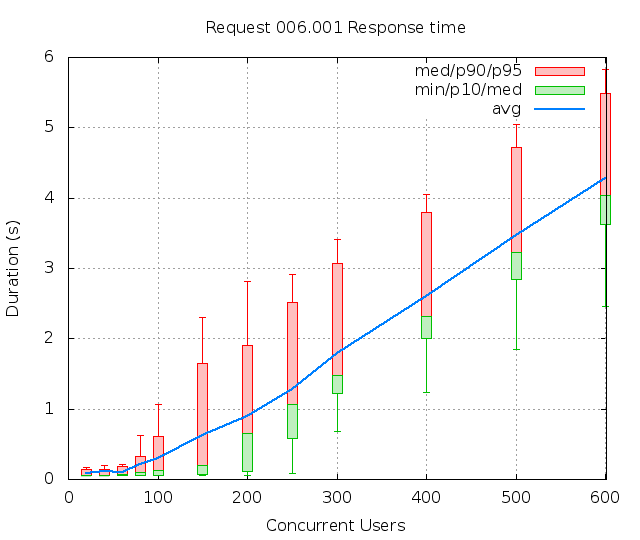 Request 006.001 Response time
med/p90/p95
min/p10/med
avg
6
5
4
3
2
1
0
Duration (s)
0 100 200 300 400 500 600
Concurrent Users